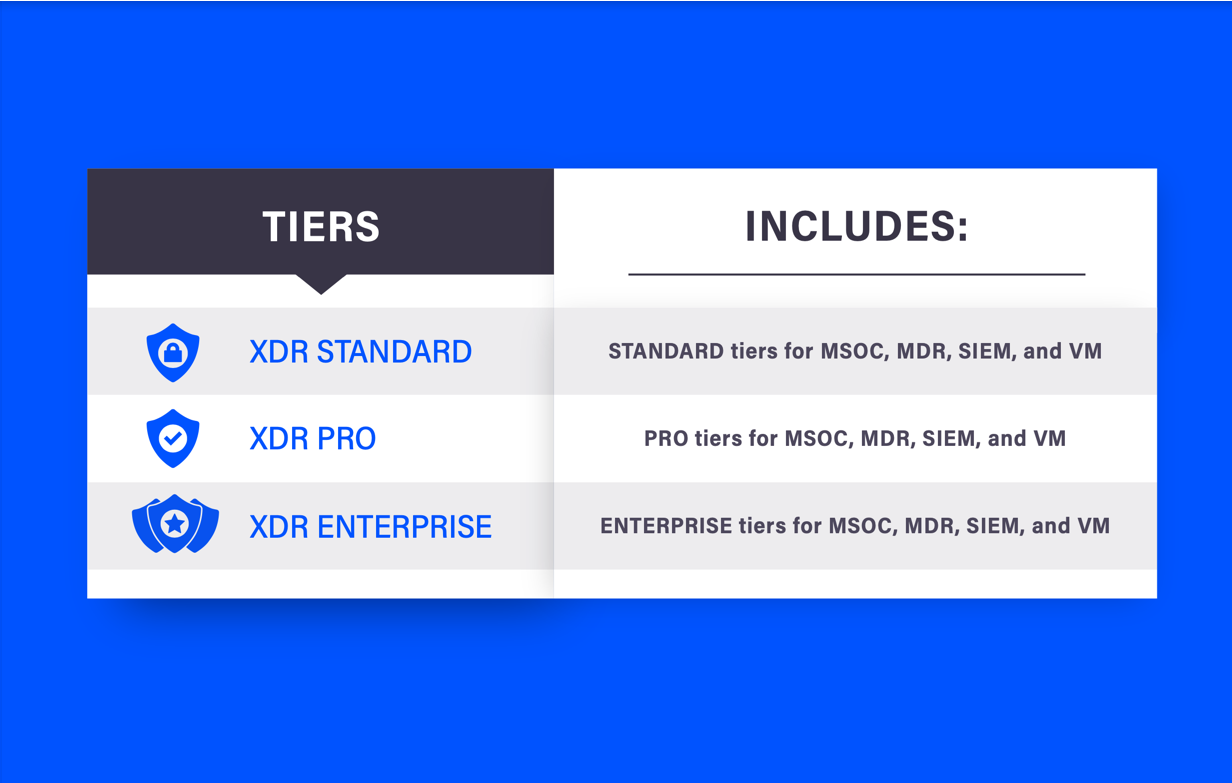 TIERS
INCLUDES:
XDR STANDARD
STANDARD tiers for MSOC, MDR, SIEM, and VM
XDR PRO
PRO tiers for MSOC, MDR, SIEM, and VM
XDR ENTERPRISE
ENTERPRISE tiers for MSOC, MDR, SIEM, and VM